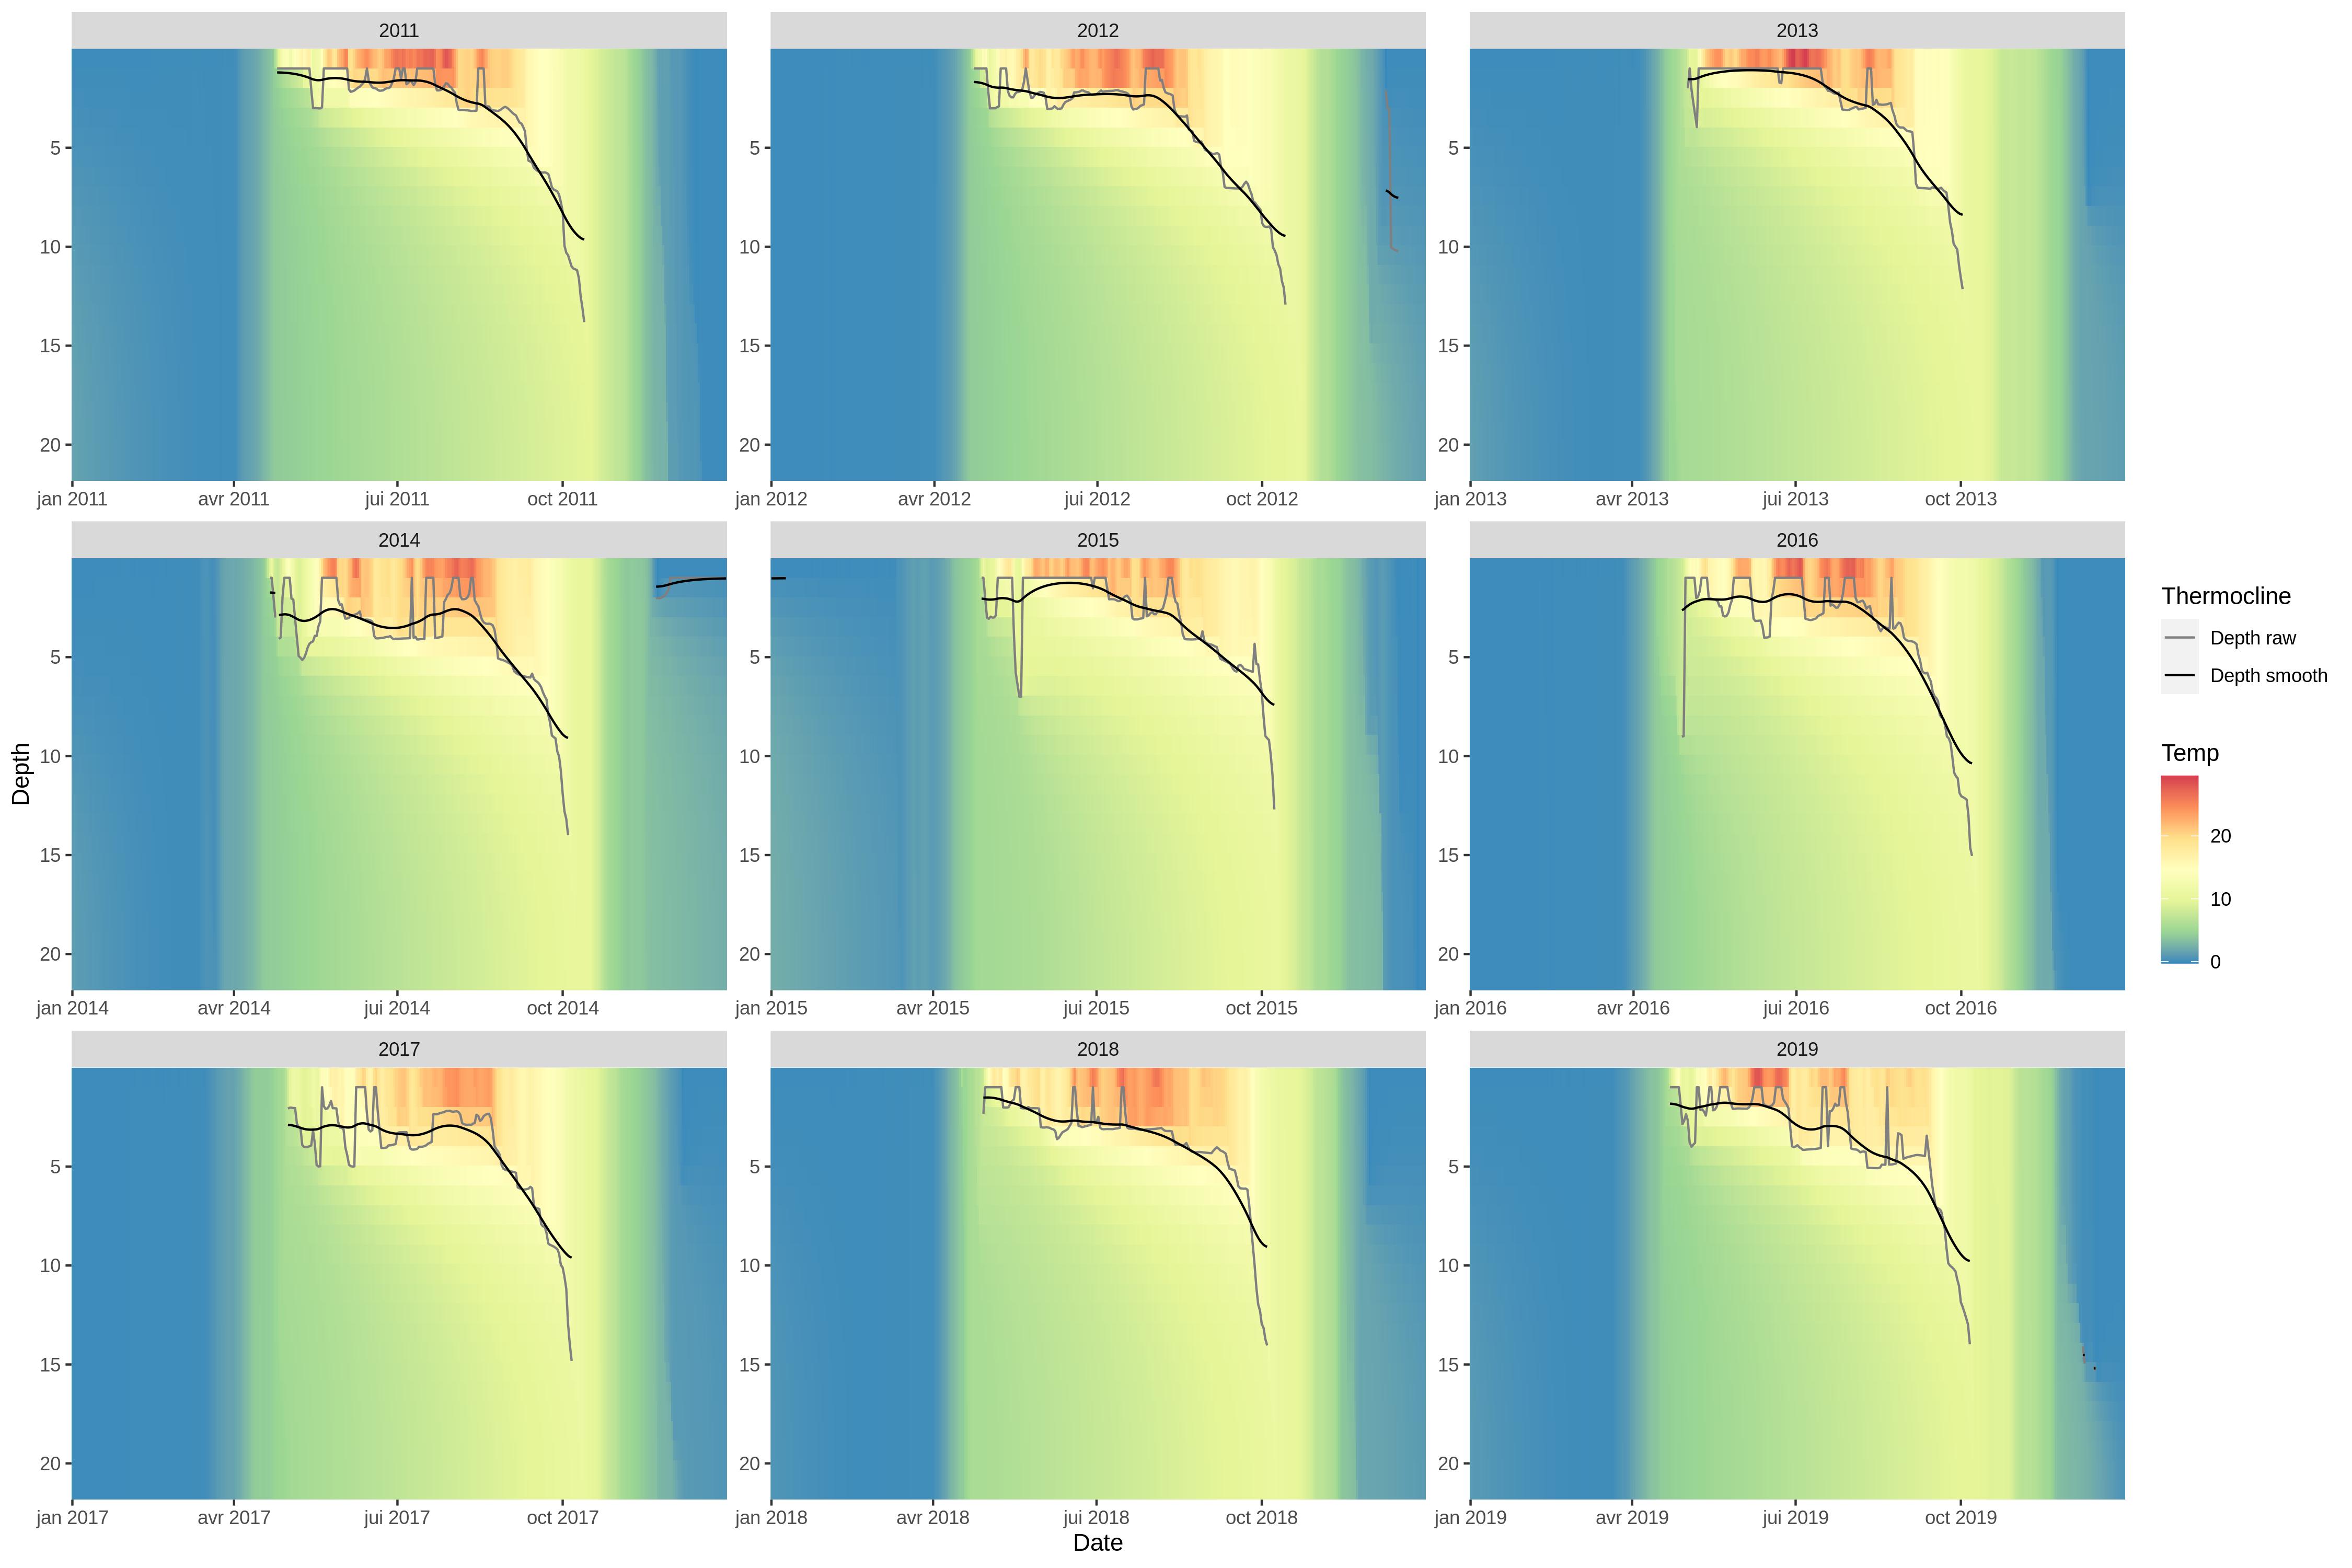 2011
2012
2013
5
10
15
20
5
10
15
20
5
10
15
20
jan 2011
avr 2011
jui 2011
oct 2011
jan 2012
avr 2012
jui 2012
oct 2012
jan 2013
avr 2013
jui 2013
oct 2013
2014
2015
2016
5
10
15
20
5
10
15
20
5
10
15
20
jan 2014
avr 2014
jui 2014
oct 2014
jan 2015
avr 2015
jui 2015
oct 2015
jan 2016
avr 2016
jui 2016
oct 2016
2017
2018
2019
5
10
15
20
5
10
15
20
5
10
15
20
jan 2017
avr 2017
jui 2017
oct 2017
jan 2018
avr 2018
jui 2018
oct 2018
jan 2019
avr 2019
jui 2019
oct 2019
Depth
Date
Thermocline
Depth raw
Depth smooth
Temp
20
10
0